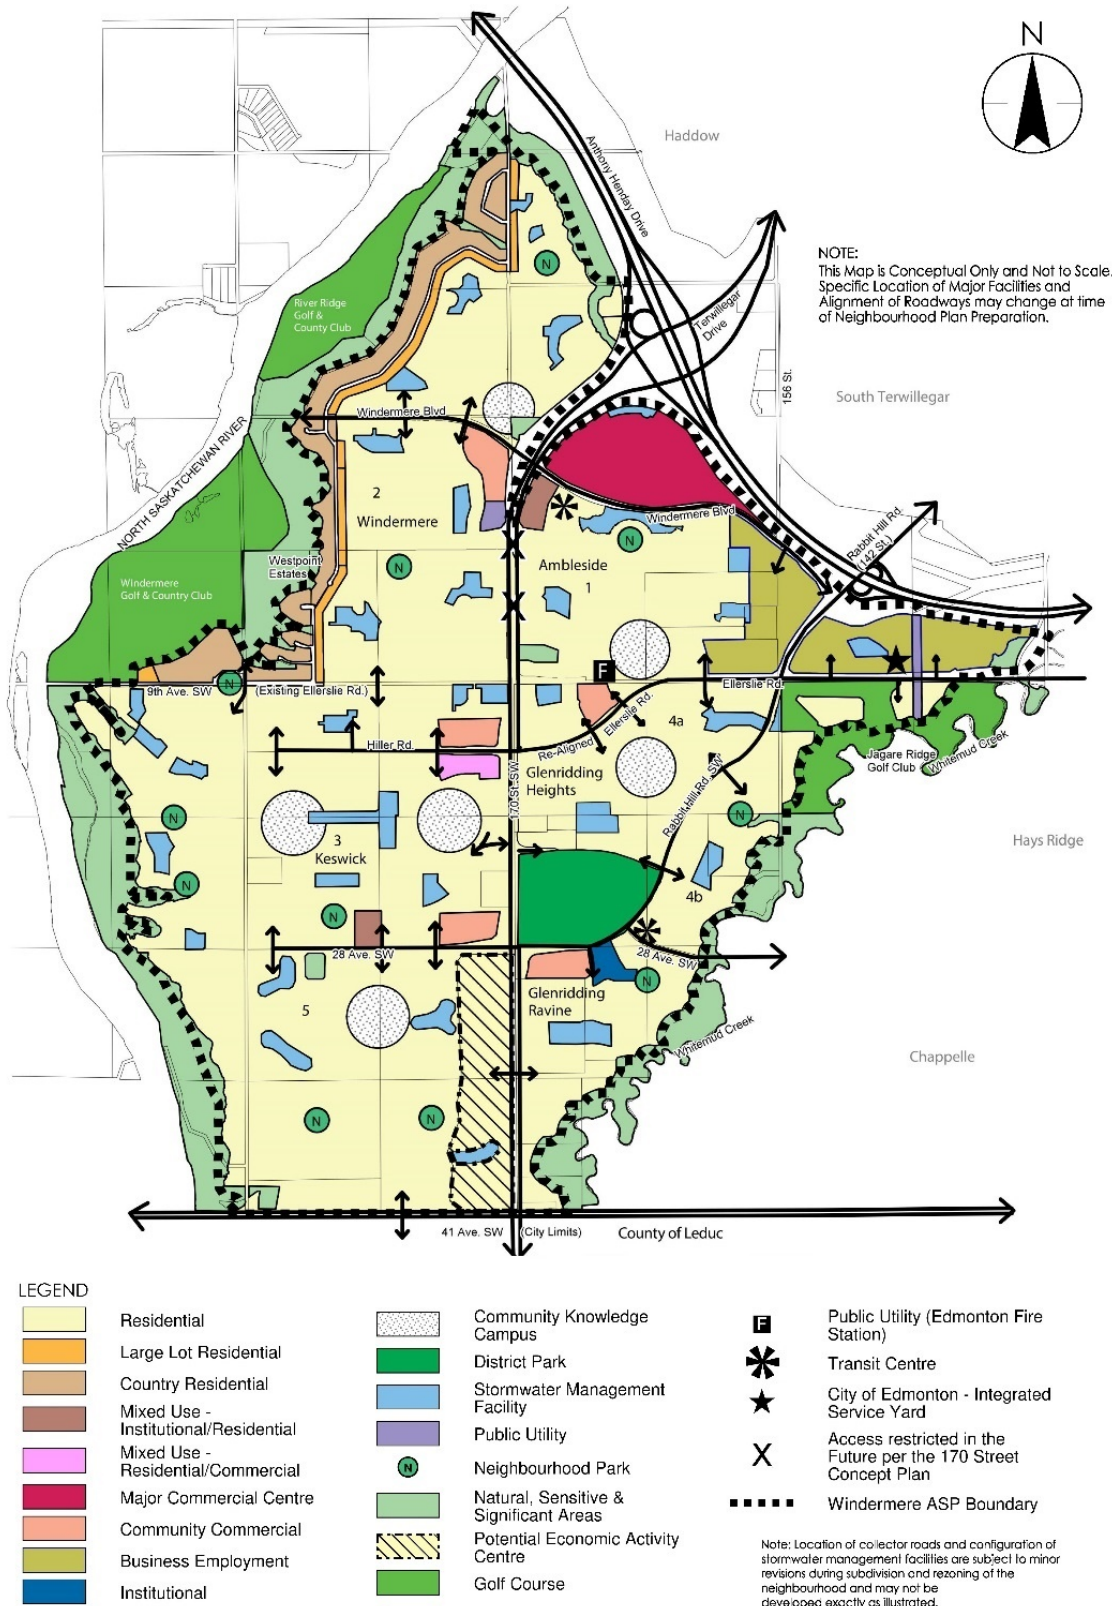 N
Haddow
Anthony Henday Drive
NOTE:
This Map is Conceptual Only and Not to Scale.
Specific Location of Major Facilities and
Alignment of Roadways may change at time
of Neighbourhood Plan Preparation.
N
River Ridge
Golf &
County Club
Terwillegar
Drive
156 St.
South Terwillegar
Windermere Blvd
NORTH SASKATCHEWAN RIVER
2
Windermere
Windermere Blvd
N
X
Rabbit Hill Rd.
(142 St.)
Westpoint
Estates
N
Ambleside
1
Windermere
Golf & Country Club
X
F
N
9th Ave. SW
(Existing Ellerslie Rd.)
Ellerslie Rd.
Re-Aligned
Ellerslie Rd.
4a
Hiller Rd.
Jagare Ridge
Golf Club
Whitemud Creek
170 St. SW
Glenridding
Heights
Rabbit Hill Rd. SW
N
N
3
Keswick
Hays Ridge
N
4b
N
28 Ave. SW
28 Ave. SW
N
Glenridding
Ravine
5
Whitemud Creek
Chappelle
N
N
41 Ave. SW
(City Limits)
County of Leduc
LEGEND
Residential
Large Lot Residential
Country Residential
Mixed Use -
Institutional/Residential
Mixed Use -
Residential/Commercial
Major Commercial Centre
Community Commercial
Business Employment
Institutional
Community Knowledge
Campus
District Park
Stormwater Management
Facility
Public Utility
N
Neighbourhood Park
Natural, Sensitive &
Significant Areas
Potential Economic Activity
Centre
Golf Course
F
Public Utility (Edmonton Fire
Station)
Transit Centre
City of Edmonton - Integrated
Service Yard
X
Access restricted in the
Future per the 170 Street
Concept Plan
Windermere ASP Boundary
Note: Location of collector roads and configuration of
stormwater management facilities are subject to minor
revisions during subdivision and rezoning of the
neighbourhood and may not be
developed exactly as illustrated.